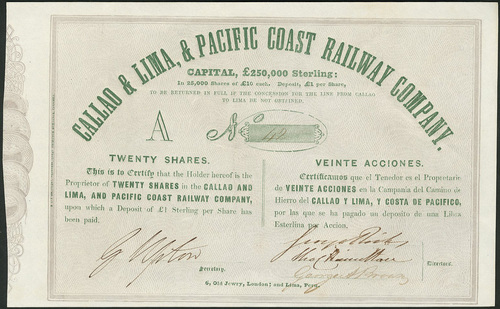 CALLAO & LIMA, & PACIFIC COAST RAILWAY COMPANY.
CAPITAL, £250,000 Sterling:
In 25,000 Shares of £10 each. Deposit, £1 per Share,
TO BE RETURNED IN FULL IF THE CONCESSION FOR THE LINE FROM CALLAO
TO LIMA BE NOT OBTAINED.
A No
TWENTY SHARES.
This is to Certify that the Holder hereof is the
Proprietor of TWENTY SHARES in the CALLAO AND
LIMA, AND PACIFIC COAST RAILWAY COMPANY,
upon which a Deposit of £1 Sterling per Share has
been paid.
VEINTE ACCIONES.
Certificamos que el Tenedor es el Proprietario
de VEINTE ACCIONES en la Compania del Camino de
Hierro del CALLAO Y LIMA, Y COSTA DE PACIFICO,
por las que se ha pagado un deposito de una Libra
Esterlina por Accion.
G Upton
Secretary.
Directors.
6, Old Jewry, London; and Lima, Peru.